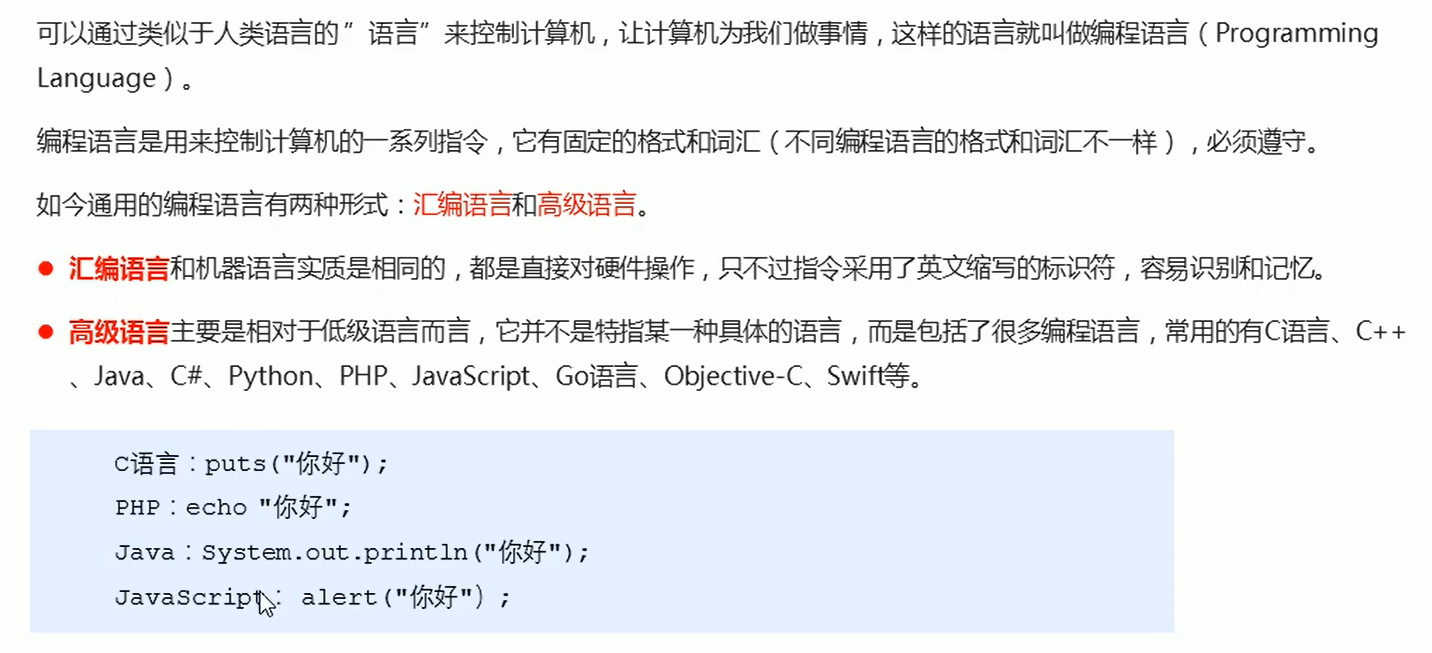 可以通过类似于人类语言的”语言”来控制计算机，让计算机为我们做事情，这样的语言就叫做编程语言（Programming
Language）。
编程语言是用来控制计算机的一系列指令，它有固定的格式和词汇（不同编程语言的格式和词汇不一样），必须遵守。
如今通用的编程语言有两种形式：汇编语言和高级语言。
● 汇编语言和机器语言实质是相同的，都是直接对硬件操作，只不过指令采用了英文缩写的标识符，容易识别和记忆。
● 高级语言主要是相对于低级语言而言，它并不是特指某一种具体的语言，而是包括了很多编程语言，常用的有C语言、C++
、Java、C#、Python、PHP、JavaScript、Go语言、Objective-C、Swift等。
C语言：puts("你好");
PHP：echo "你好";
Java：System.out.println("你好");
JavaScript： alert("你好"）;